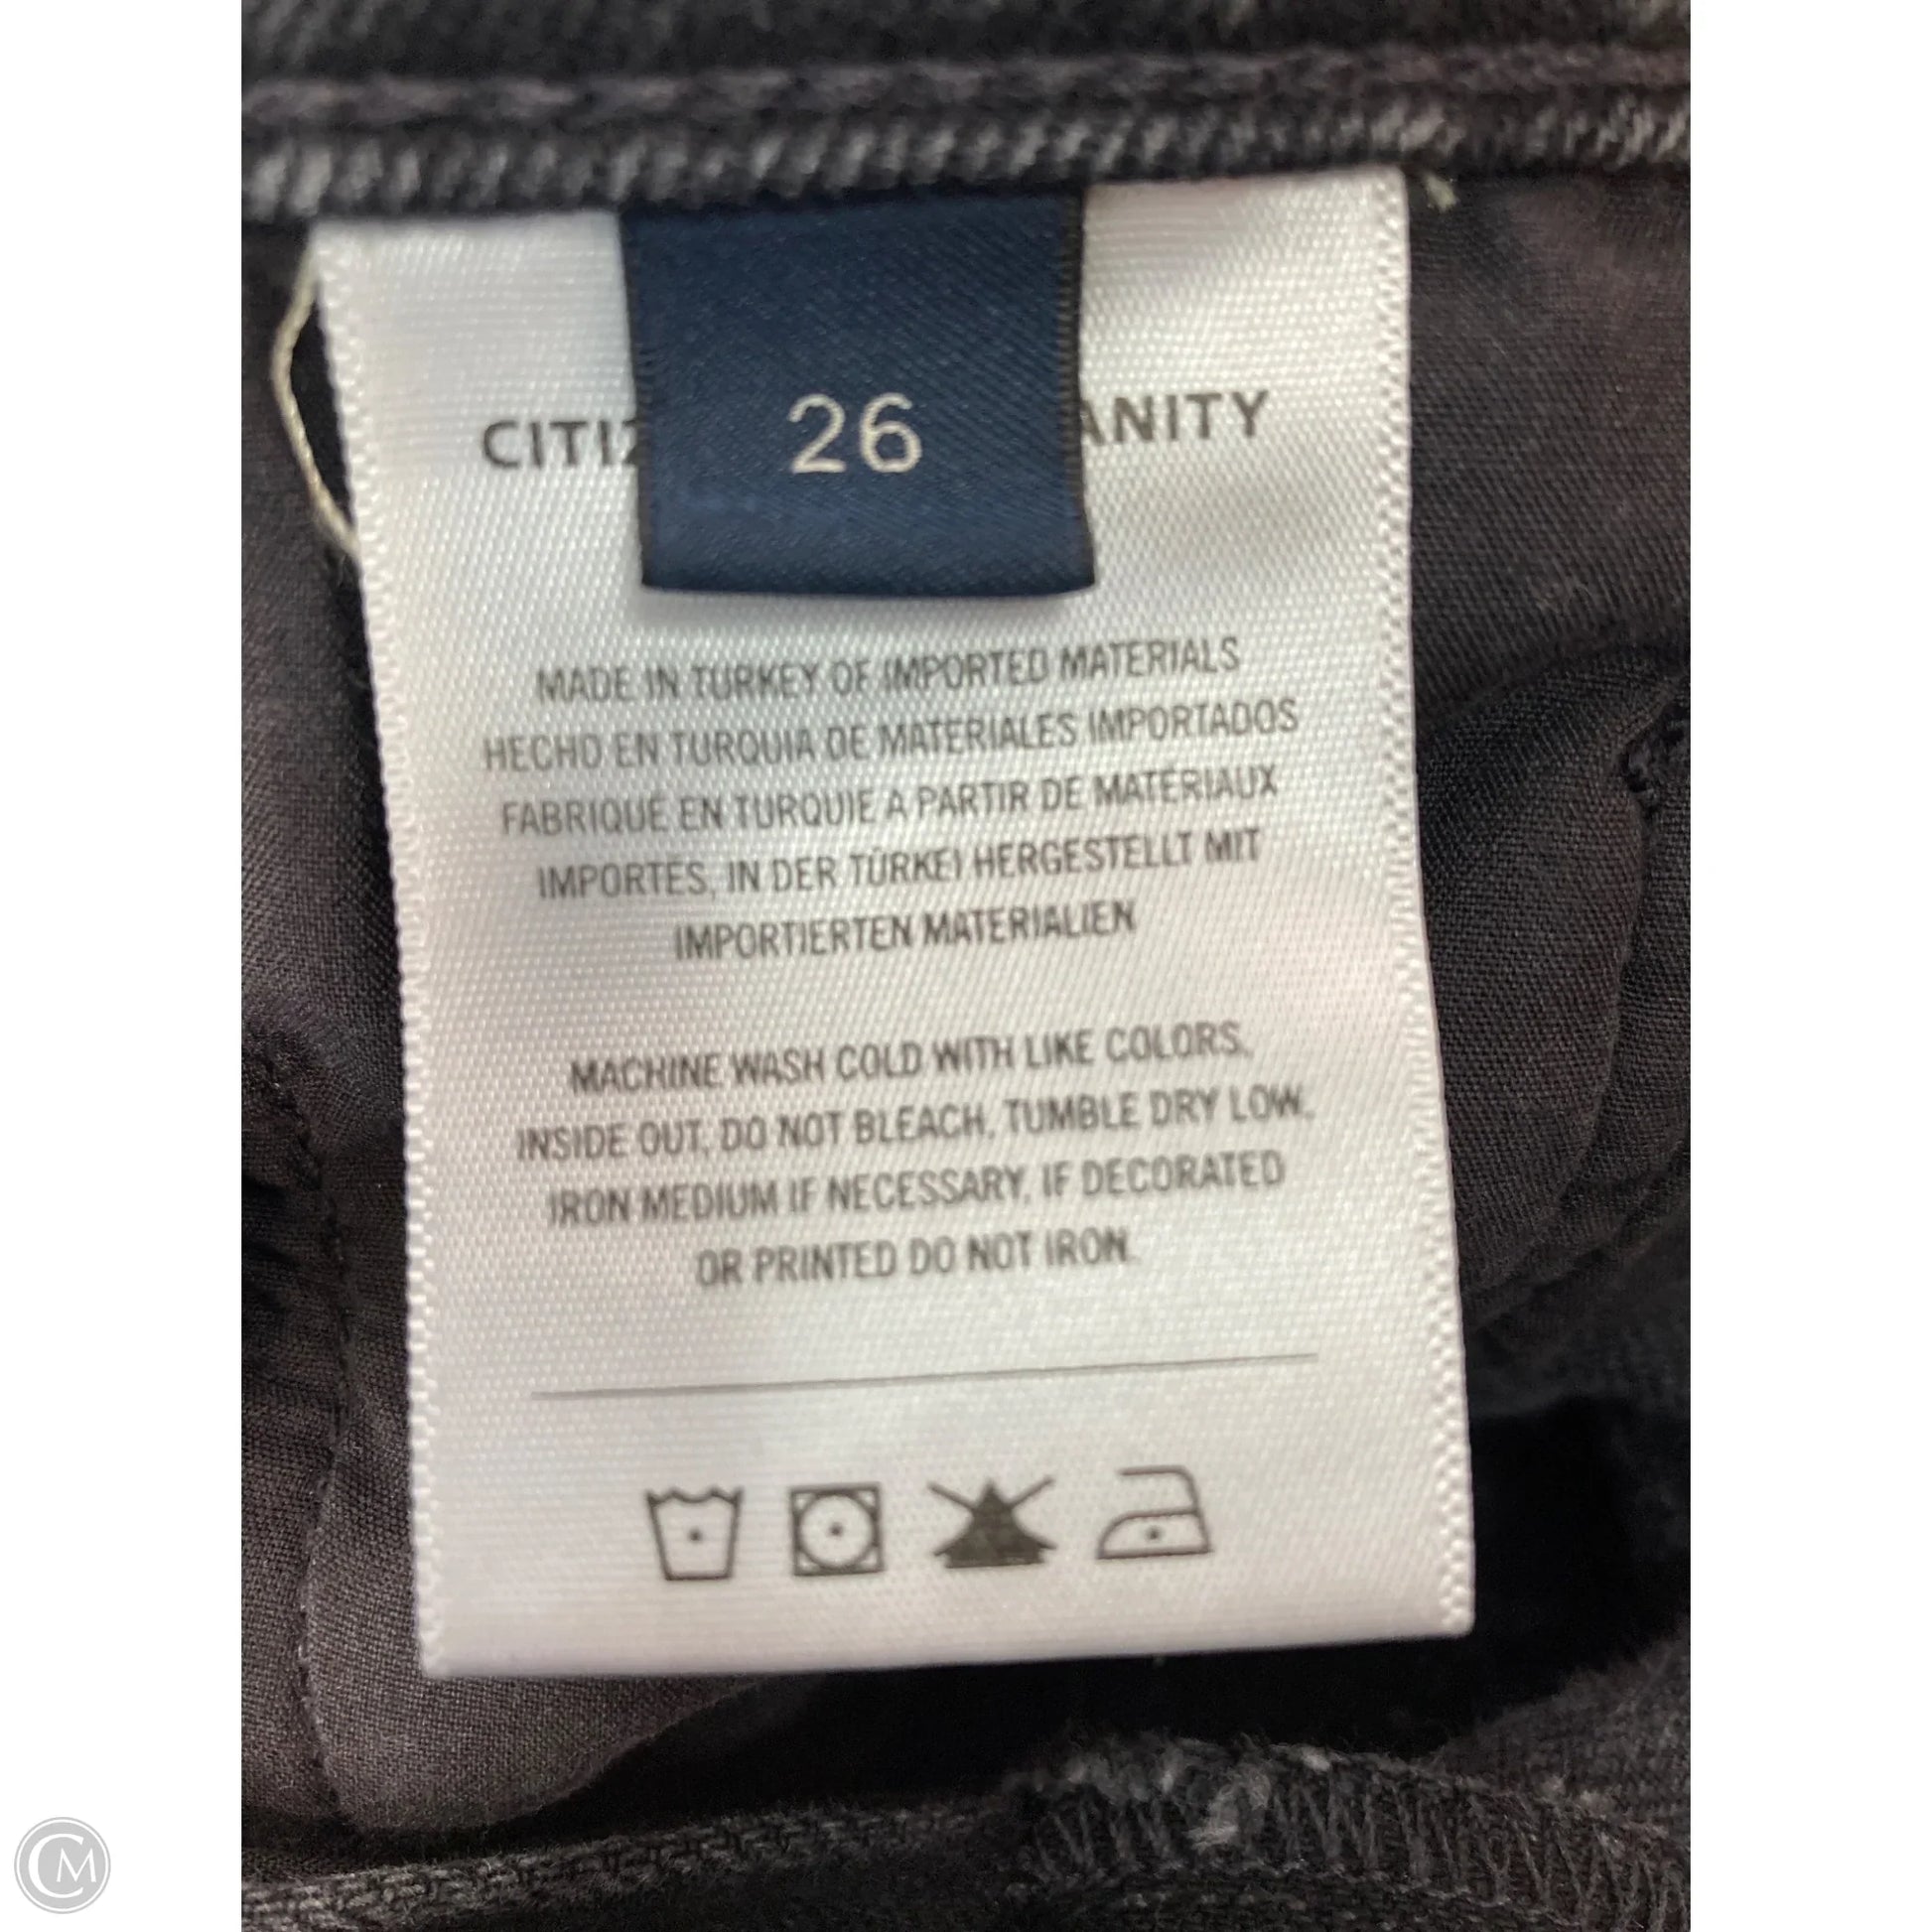 CITIZ
26
ANITY
MADE IN TURKEY OF IMPORTED MATERIALS
HECHO EN TURQUIA DE MATERIALES IMPORTADOS
FABRIQUÉ EN TURQUIE A PARTIR DE MATÉRIAUX
IMPORTES, IN DER TÜRKEI HERGESTELLT MIT
IMPORTIERTEN MATERIALIEN
MACHINE WASH COLD WITH LIKE COLORS,
INSIDE OUT, DO NOT BLEACH, TUMBLE DRY LOW,
IRON MEDIUM IF NECESSARY, IF DECORATED
OR PRINTED DO NOT IRON.
CM